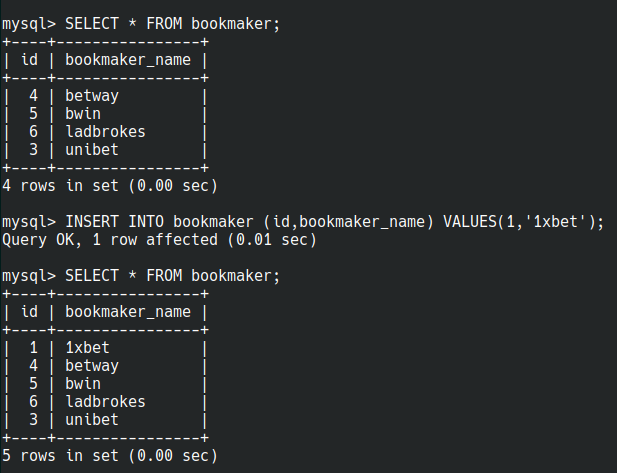 mysql> SELECT * FROM bookmaker;
+----+----------------+
| id | bookmaker_name |
+----+----------------+
|  4 | betway         |
|  5 | bwin           |
|  6 | ladbrokes      |
|  3 | unibet         |
+----+----------------+
4 rows in set (0.00 sec)

mysql> INSERT INTO bookmaker (id,bookmaker_name) VALUES(1,'1xbet');
Query OK, 1 row affected (0.01 sec)

mysql> SELECT * FROM bookmaker;
+----+----------------+
| id | bookmaker_name |
+----+----------------+
|  1 | 1xbet          |
|  4 | betway         |
|  5 | bwin           |
|  6 | ladbrokes      |
|  3 | unibet         |
+----+----------------+
5 rows in set (0.00 sec)